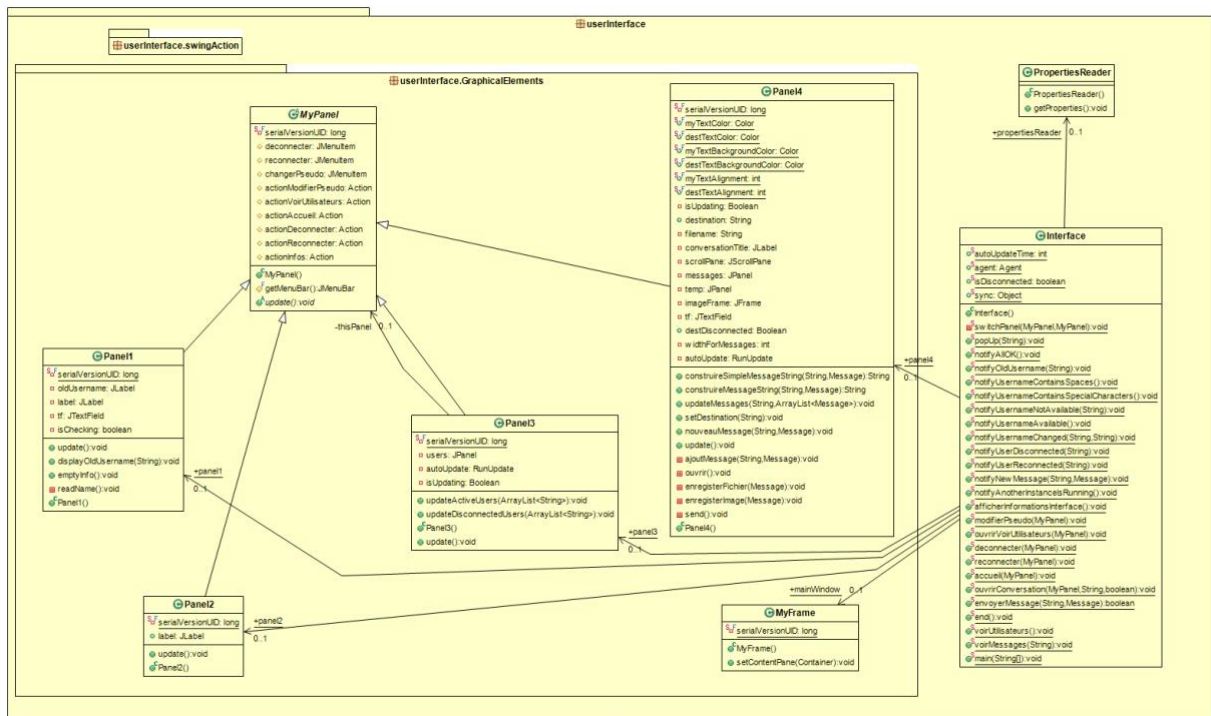 userInterface
userInterface.swingAction
userInterface.GraphicalElements
MyPanel
serialVersionUID: long
deconnecter: JMenuItem
reconnecter: JMenuItem
changerPseudo: JMenuItem
actionModifierPseudo: Action
actionVoirUtilisateurs: Action
actionAccueil: Action
actionDeconnecter: Action
actionReconnecter: Action
actionInfos: Action
MyPanel()
getMenuBar():JMenuBar
update():void
-thisPanel 0..1
Panel4
serialVersionUID: long
myTextColor: Color
destTextColor: Color
myTextBackgroundColor: Color
destTextBackgroundColor: Color
myTextAlignment: int
destTextAlignment: int
isUpdating: Boolean
destination: String
filename: String
conversationTitle: JLabel
scrollPane: JScrollPane
messages: JPanel
temp: JPanel
imageFrame: JFrame
tf: JTextField
destDisconnected: Boolean
widthForMessages: int
autoUpdate: RunUpdate
construireSimpleMessageString(String,Message):String
construireMessageString(String,Message): String
updateMessages(String,ArrayList<Message>):void
setDestination(String):void
nouveauMessage(String,Message):void
update():void
ajoutMessage(String,Message):void
ouvrir():void
enregisterFichier(Message):void
enregisterImage(Message):void
send():void
Panel4()
PropertiesReader
PropertiesReader()
getProperties():void
+propertiesReader 0..1
Interface
autoUpdateTime: int
agent: Agent
isDisconnected: boolean
sync: Object
Interface()
switchPanel(MyPanel,MyPanel):void
popUp(String):void
notifyAllOK():void
notifyOldUsername(String):void
notifyUsernameContainsSpaces():void
notifyUsernameContainsSpecialCharacters():void
notifyUsernameNotAvailable(String):void
notifyUsernameAvailable():void
notifyUsernameChanged(String,String):void
notifyUserDisconnected(String):void
notifyUserReconnected(String):void
notifyNewMessage(String,Message):void
notifyAnotherInstanceIsRunning():void
afficherInformationsInterface():void
modifierPseudo(MyPanel):void
ouvrirVoirUtilisateurs(MyPanel):void
deconnecter(MyPanel):void
reconnecter(MyPanel):void
accueil(MyPanel):void
ouvrirConversation(MyPanel,String,boolean):void
envoyerMessage(String,Message):boolean
end():void
voirUtilisateurs():void
voirMessages(String):void
main(String[]):void
+panel4
0..1
Panel1
serialVersionUID: long
oldUsername: JLabel
label: JLabel
tf: JTextField
isChecking: boolean
update():void
displayOldUsername(String):void
emptyInfo():void
readName():void
Panel1()
+panel1
0..1
Panel3
serialVersionUID: long
users: JPanel
autoUpdate: RunUpdate
isUpdating: Boolean
updateActiveUsers(ArrayList<String>):void
updateDisconnectedUsers(ArrayList<String>):void
Panel3()
update():void
+panel3
0..1
Panel2
serialVersionUID: long
label: JLabel
update():void
Panel2()
+panel2
0..1
+mainWindow 0..1
MyFrame
serialVersionUID: long
MyFrame()
setContentPane(Container):void